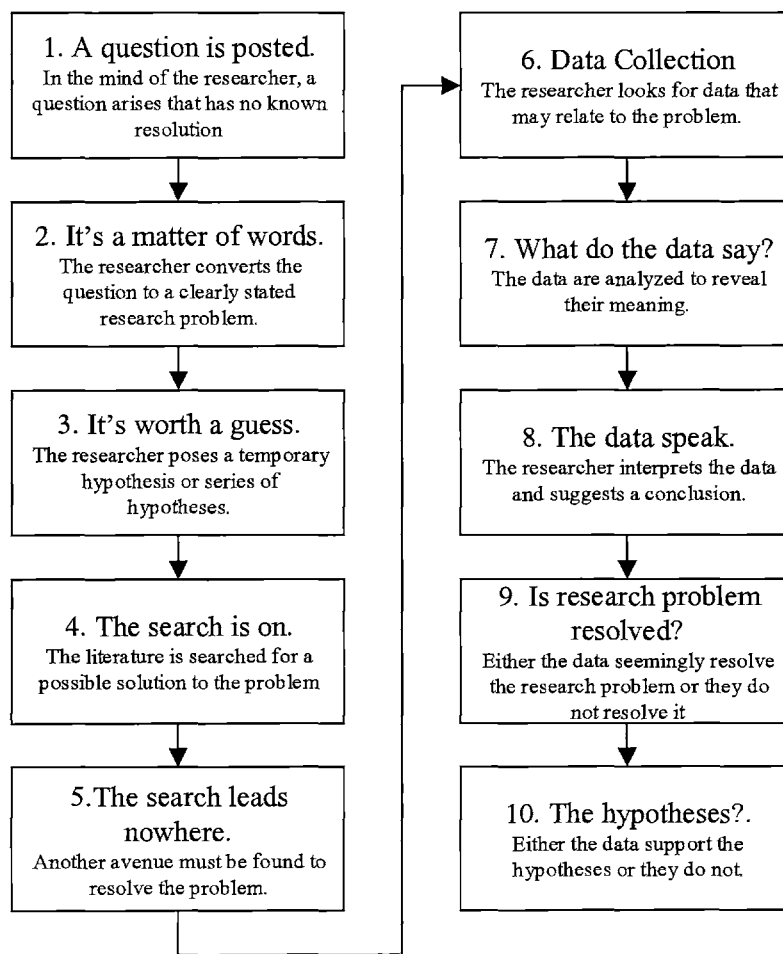 1. A question is posted.
In the mind of the researcher, a
question arises that has no known
resolution
2. It's a matter of words.
The researcher converts the
question to a clearly stated
research problem.
3. It's worth a guess.
The researcher poses a temporary
hypothesis or series of
hypotheses.
4. The search is on.
The literature is searched for a
possible solution to the problem
5.The search leads
nowhere.
Another avenue must be found to
resolve the problem.
6. Data Collection
The researcher looks for data that
may relate to the problem.
7. What do the data say?
The data are analyzed to reveal
their meaning.
8. The data speak.
The researcher interprets the data
and suggests a conclusion.
9. Is research problem
resolved?
Either the data seemingly resolve
the research problem or they do
not resolve it
10. The hypotheses?.
Either the data support the
hypotheses or they do not.